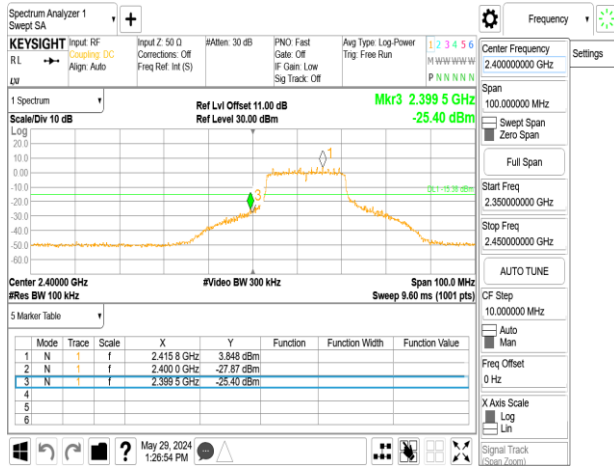 Spectrum Analyzer 1
Swept SA
Frequency
Settings
KEYSIGHT
RL
Input: RF
Coupling: DC
Align: Auto
Input Z: 50 Ω
Corrections: Off
Freq Ref: Int (S)
#Atten: 30 dB
PNO: Fast
Gate: Off
IF Gain: Low
Sig Track: Off
Avg Type: Log-Power
Trig: Free Run
1 2 3 4 5 6
M W W W W W
P N N N N N
1 Spectrum
Scale/Div 10 dB
Ref Lvl Offset 11.00 dB
Ref Level 30.00 dBm
Mkr3 2.399 5 GHz
-25.40 dBm
Log
20.0
10.0
0.00
-10.0
-20.0
-30.0
-40.0
-50.0
-60.0
1
3
DL1 -15.38 dBm
Center 2.40000 GHz
#Res BW 100 kHz
#Video BW 300 kHz
Span 100.0 MHz
Sweep 9.60 ms (1001 pts)
5 Marker Table
Mode Trace Scale X Y Function Function Width Function Value
1 N 1 f 2.415 8 GHz 3.848 dBm
2 N 1 f 2.400 0 GHz -27.87 dBm
3 N 1 f 2.399 5 GHz -25.40 dBm
4
5
6
May 29, 2024
1:26:54 PM
?
Center Frequency
2.400000000 GHz
Span
100.000000 MHz
Swept Span
Zero Span
Full Span
Start Freq
2.350000000 GHz
Stop Freq
2.450000000 GHz
AUTO TUNE
CF Step
10.000000 MHz
Auto
Man
Freq Offset
0 Hz
X Axis Scale
Log
Lin
Signal Track
(Span Zoom)